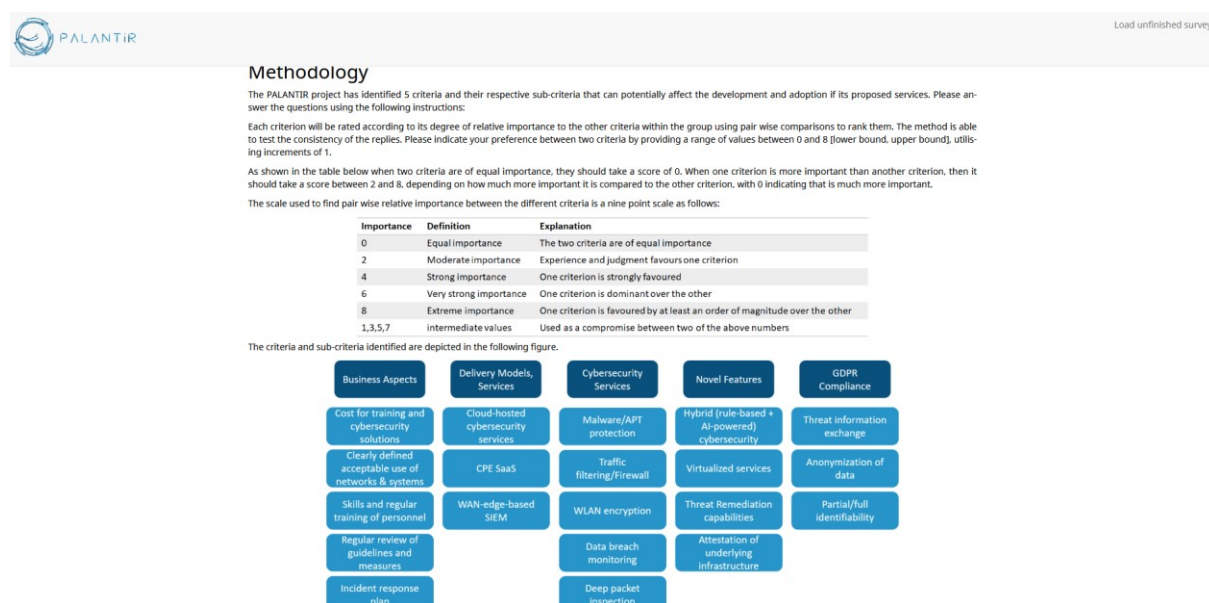 PALANTIR
Load unfinished survey
Methodology
The PALANTIR project has identified 5 criteria and their respective sub-criteria that can potentially affect the development and adoption if its proposed services. Please an-
swer the questions using the following instructions:
Each criterion will be rated according to its degree of relative importance to the other criteria within the group using pair wise comparisons to rank them. The method is able
to test the consistency of the replies. Please indicate your preference between two criteria by providing a range of values between 0 and 8 [lower bound, upper bound], utilis-
ing increments of 1.
As shown in the table below when two criteria are of equal importance, they should take a score of 0. When one criterion is more important than another criterion, then it
should take a score between 2 and 8, depending on how much more important it is compared to the other criterion, with 0 indicating that is much more important.
The scale used to find pair wise relative importance between the different criteria is a nine point scale as follows:
Importance Definition Explanation
0 Equal importance The two criteria are of equal importance
2 Moderate importance Experience and judgment favours one criterion
4 Strong importance One criterion is strongly favoured
6 Very strong importance One criterion is dominant over the other
8 Extreme importance One criterion is favoured by at least an order of magnitude over the other
1,3,5,7 intermediate values Used as a compromise between two of the above numbers
The criteria and sub-criteria identified are depicted in the following figure.
Business Aspects
Cost for training and
cybersecurity
solutions
Clearly defined
acceptable use of
networks & systems
Skills and regular
training of personnel
Regular review of
guidelines and
measures
Incident response
plan
Delivery Models,
Services
Cloud-hosted
cybersecurity
services
CPE SaaS
WAN-edge-based
SIEM
Cybersecurity
Services
Malware/APT
protection
Traffic
filtering/Firewall
WLAN encryption
Data breach
monitoring
Deep packet
inspection
Novel Features
Hybrid (rule-based +
AI-powered)
cybersecurity
Virtualized services
Threat Remediation
capabilities
Attestation of
underlying
infrastructure
GDPR
Compliance
Threat information
exchange
Anonymization of
data
Partial/full
identifiability